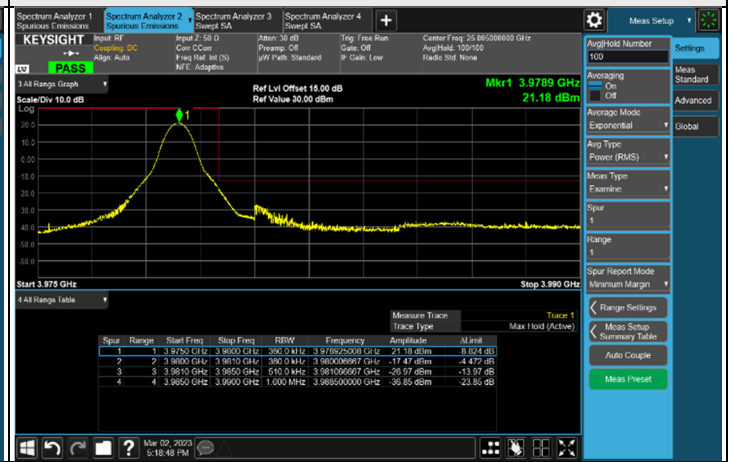 Spectrum Analyzer 1
Spurious Emissions
Spectrum Analyzer 2
Spurious Emissions
Spectrum Analyzer 3
Swept SA
Spectrum Analyzer 4
Swept SA
Meas Setup
KEYSIGHT
Input: RF
Coupling: DC
Align: Auto
Input Z: 50 Ω
Corr CCorr
Freq Ref: Int (S)
NFE: Adaptive
Atten: 30 dB
Preamp: Off
µW Path: Standard
Trig: Free Run
Gate: Off
IF Gain: Low
Center Freq: 25.005000000 GHz
Avg|Hold: 100/100
Radio Std: None
PASS
3 All Range Graph
Scale/Div 10.0 dB
Ref Lvl Offset 15.00 dB
Ref Value 30.00 dBm
Mkr1 3.9789 GHz
21.18 dBm
Log
20.0
10.0
0.00
-10.0
-20.0
-30.0
-40.0
-50.0
-60.0
1
Start 3.975 GHz
Stop 3.990 GHz
4 All Range Table
Measure Trace Trace 1
Trace Type Max Hold (Active)
Spur Range Start Freq Stop Freq RBW Frequency Amplitude ΔLimit
1 1 3.9750 GHz 3.9800 GHz 360.0 kHz 3.978925008 GHz 21.18 dBm -8.824 dB
2 2 3.9800 GHz 3.9810 GHz 360.0 kHz 3.980006667 GHz -17.47 dBm -4.472 dB
3 3 3.9810 GHz 3.9850 GHz 510.0 kHz 3.981066667 GHz -26.97 dBm -13.97 dB
4 4 3.9850 GHz 3.9900 GHz 1.000 MHz 3.988500000 GHz -36.85 dBm -23.85 dB
Avg|Hold Number
100
Averaging
On
Off
Average Mode
Exponential
Avg Type
Power (RMS)
Meas Type
Examine
Spur
1
Range
1
Spur Report Mode
Minimum Margin
Range Settings
Meas Setup
Summary Table
Auto Couple
Meas Preset
Settings
Meas
Standard
Advanced
Global
Mar 02, 2023
5:18:48 PM